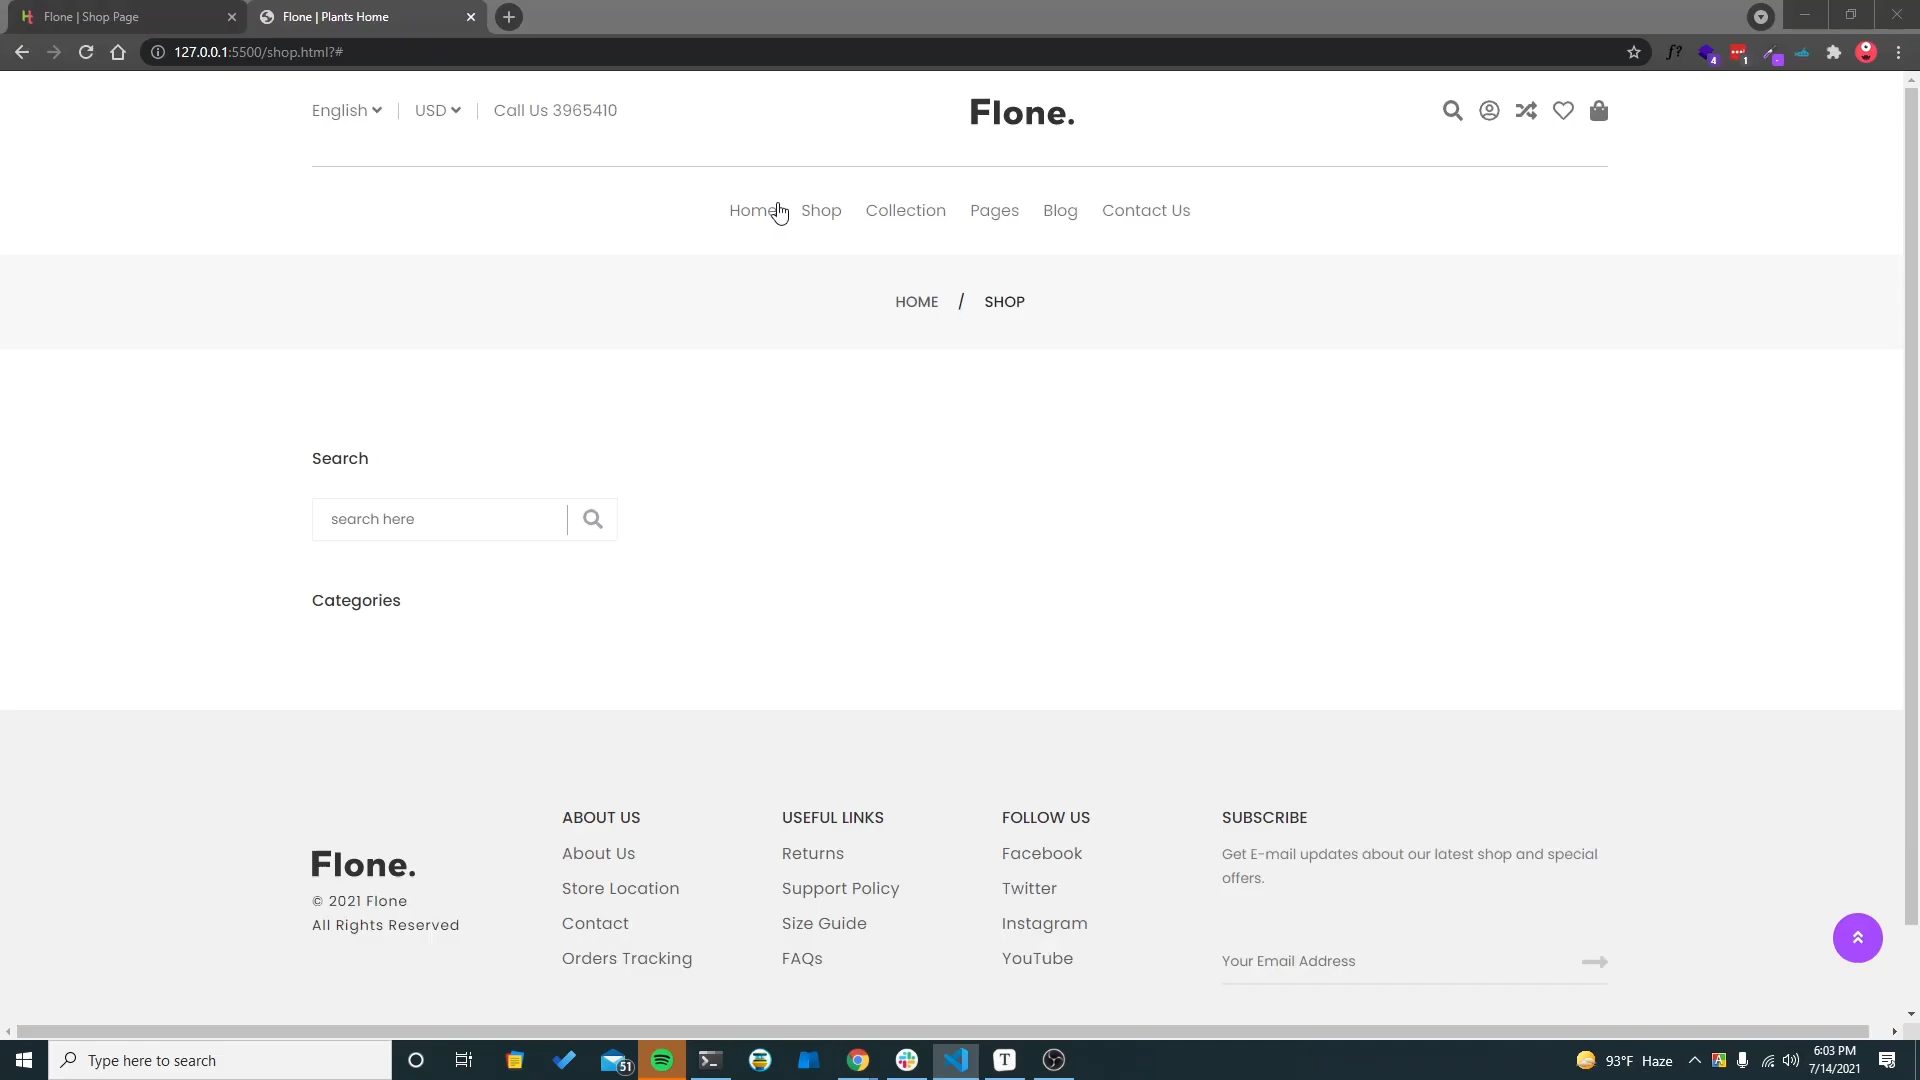 Flone | Shop Page
Flone | Plants Home
127.0.0.1:5500/shop.html?#
f?
4
1
English
USD
Call Us 3965410
Flone.
Home
Shop
Collection
Pages
Blog
Contact Us
HOME / SHOP
Search
search here
Categories
Flone.
© 2021 Flone
All Rights Reserved
ABOUT US
About Us
Store Location
Contact
Orders Tracking
USEFUL LINKS
Returns
Support Policy
Size Guide
FAQs
FOLLOW US
Facebook
Twitter
Instagram
YouTube
SUBSCRIBE
Get E-mail updates about our latest shop and special
offers.
Your Email Address
Type here to search
51
T
93°F Haze
A
6:03 PM
7/14/2021